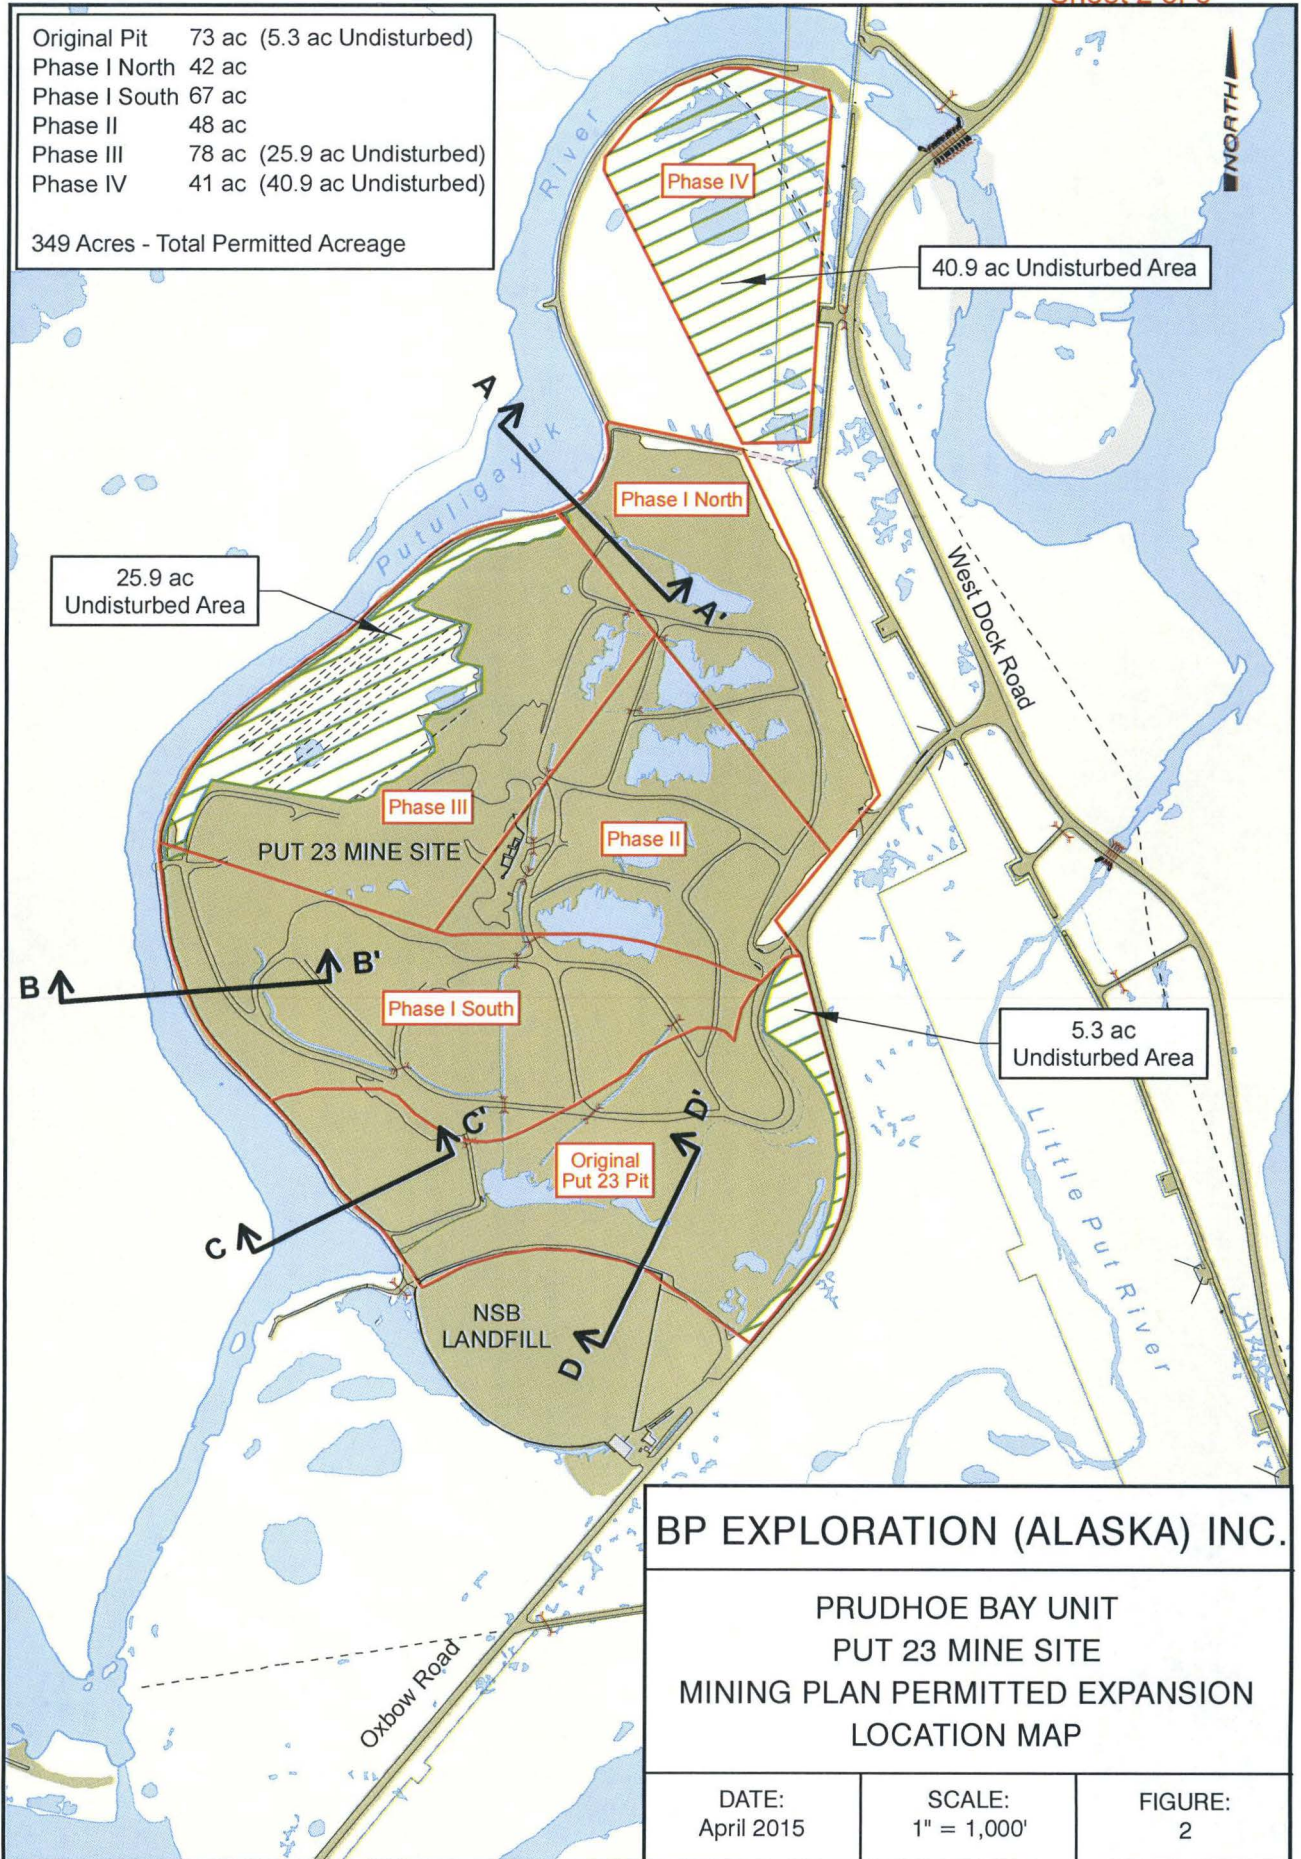 Original Pit 73 ac (5.3 ac Undisturbed)
Phase I North 42 ac
Phase I South 67 ac
Phase II 48 ac
Phase III 78 ac (25.9 ac Undisturbed)
Phase IV 41 ac (40.9 ac Undisturbed)
349 Acres - Total Permitted Acreage
NORTH
River
Phase IV
40.9 ac Undisturbed Area
A
Putuligayuk
Phase I North
25.9 ac
Undisturbed Area
A'
West Dock Road
Phase III
Phase II
PUT 23 MINE SITE
B
B'
Phase I South
5.3 ac
Undisturbed Area
C'
D'
Original
Put 23 Pit
Little Put River
C
NSB
LANDFILL
D
Oxbow Road
BP EXPLORATION (ALASKA) INC.
PRUDHOE BAY UNIT
PUT 23 MINE SITE
MINING PLAN PERMITTED EXPANSION
LOCATION MAP
DATE:
April 2015
SCALE:
1" = 1,000'
FIGURE:
2